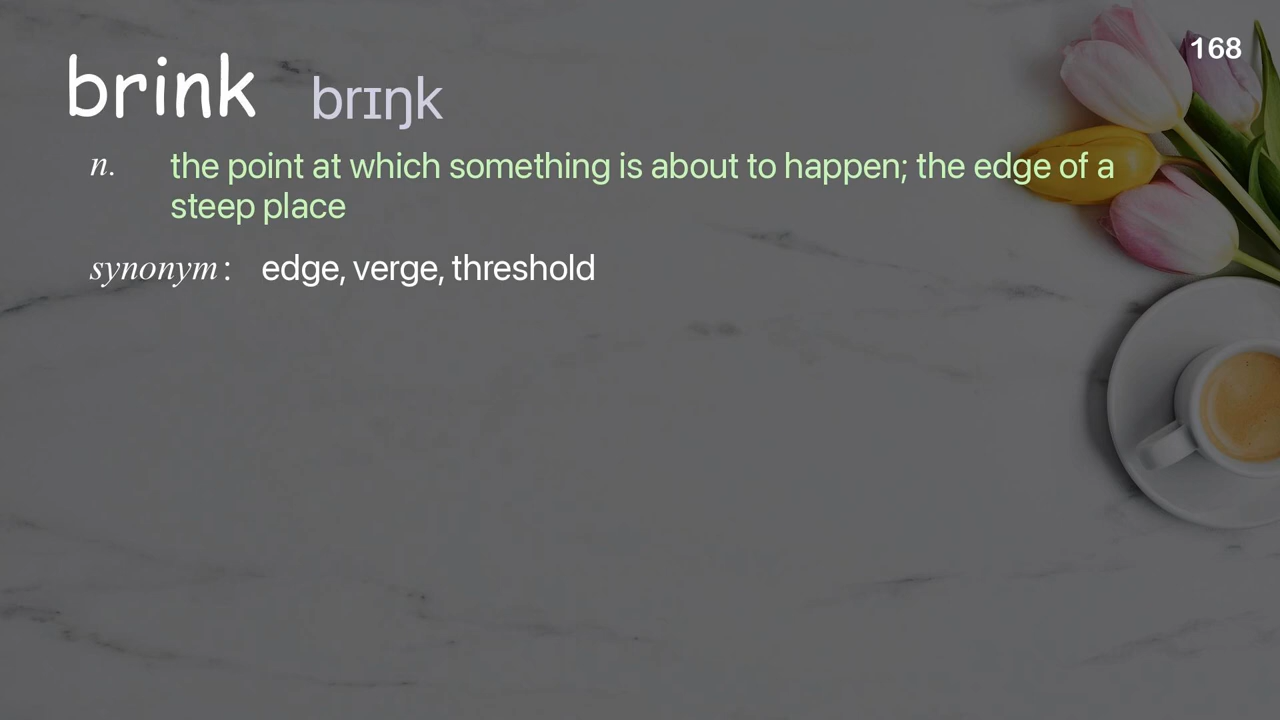 168
brink brɪŋk
n. the point at which something is about to happen; the edge of a
steep place
synonym: edge, verge, threshold